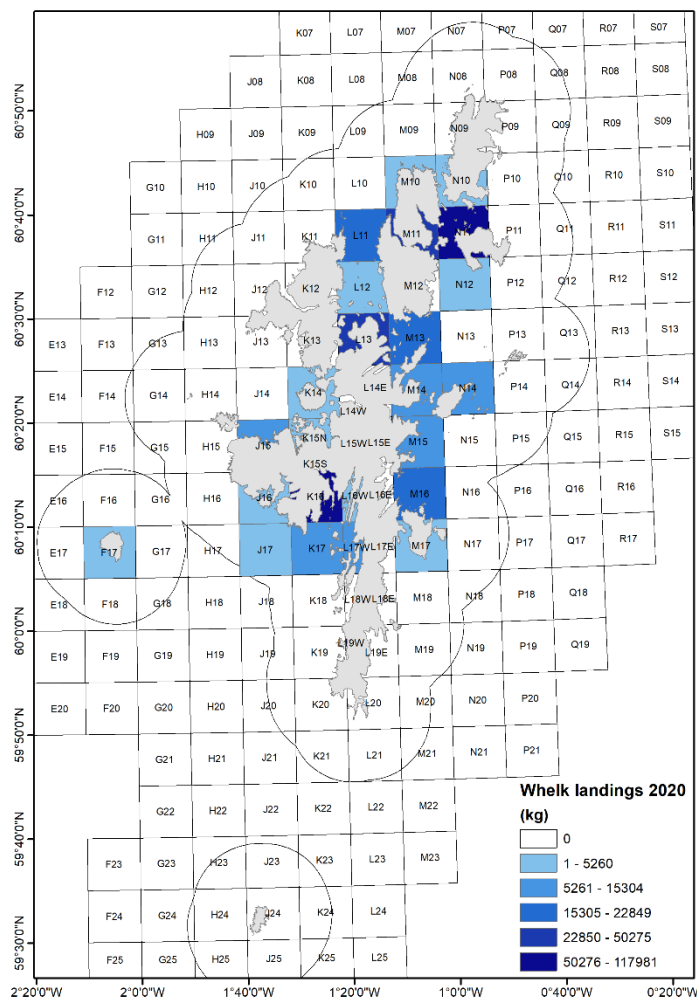 K07 L07 M07 N07 P07 Q07 R07 S07
J08 K08 L08 M08 N08 P08 Q08 R08 S08
60°50'0"N
H09 J09 K09 L09 M09 N09 P09 Q09 R09 S09
G10 H10 J10 K10 L10 M10 N10 P10 Q10 R10 S10
60°40'0"N
G11 H11 J11 K11 L11 M11 P11 Q11 R11 S11
F12 G12 H12 J12 K12 L12 M12 N12 P12 Q12 R12 S12
60°30'0"N
E13 F13 G13 H13 J13 K13 L13 M13 N13 P13 Q13 R13 S13
E14 F14 G14 H14 J14 K14 L14E M14 N14 P14 Q14 R14 S14
L14W
60°20'0"N
E15 F15 G15 H15 J15 K15N L15W L15E M15 N15 P15 Q15 R15 S15
K15S
E16 F16 G16 H16 J16 K16 L16W L16E M16 N16 P16 Q16 R16
60°10'0"N
E17 F17 G17 H17 J17 K17 L17W L17E M17 N17 P17 Q17 R17
E18 F18 G18 H18 J18 K18 L18W L18E M18 N18 P18 Q18
60°0'0"N
E19 F19 G19 H19 J19 K19 L19W L19E M19 N19 P19 Q19
E20 F20 G20 H20 J20 K20 L20 M20 N20 P20
59°50'0"N
G21 H21 J21 K21 L21 M21 N21 P21
G22 H22 J22 K22 L22 M22
59°40'0"N
F23 G23 H23 J23 K23 L23 M23
F24 G24 H24 J24 K24 L24
59°30'0"N
F25 G25 H25 J25 K25 L25
2°20'0"W 2°0'0"W 1°40'0"W 1°20'0"W 1°0'0"W 0°40'0"W 0°20'0"W
Whelk landings 2020
(kg)
0
1 - 5260
5261 - 15304
15305 - 22849
22850 - 50275
50276 - 117981